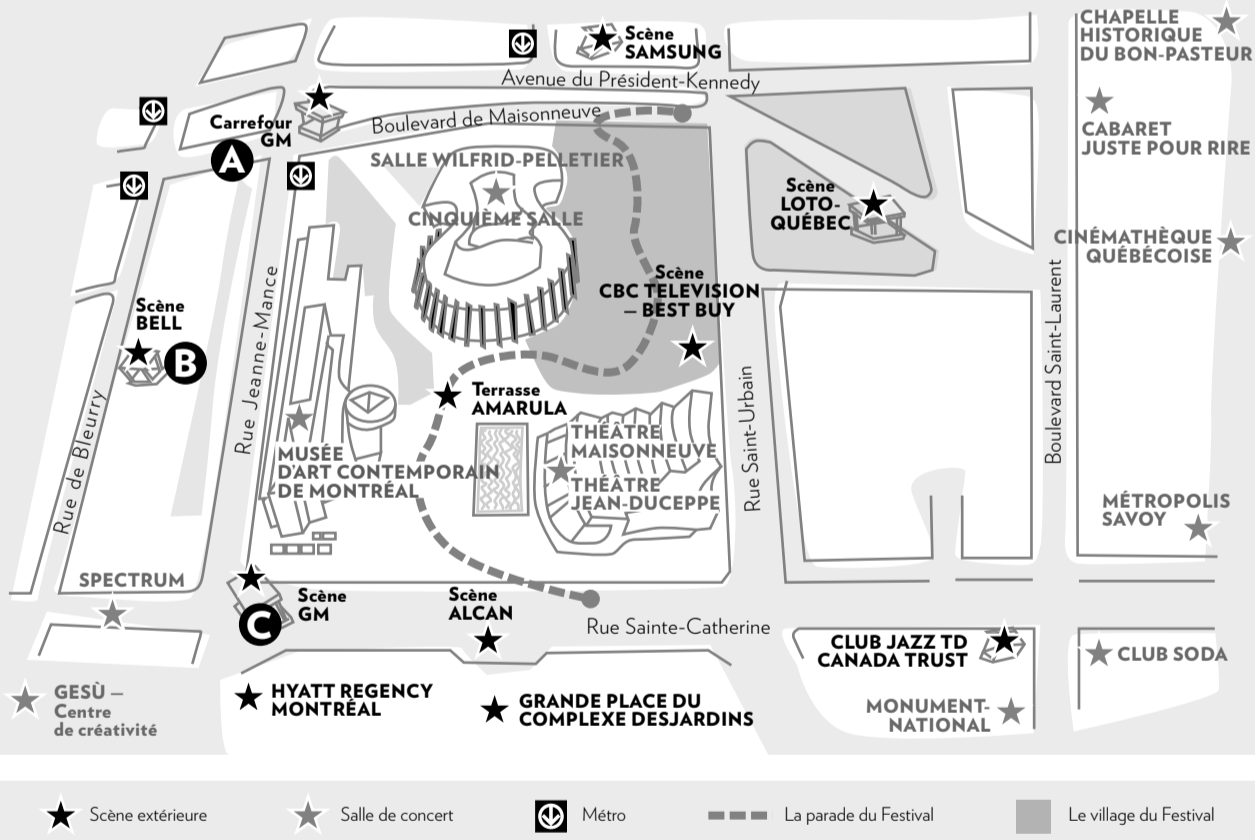 Scène
SAMSUNG
CHAPELLE
HISTORIQUE
DU BON-PASTEUR
Avenue du Président-Kennedy
Carrefour
GM
A
Boulevard de Maisonneuve
CABARET
JUSTE POUR RIRE
SALLE WILFRID-PELLETIER
CINQUIÈME SALLE
Scène
LOTO-
QUÉBEC
CINÉMATHÈQUE
QUÉBÉCOISE
Scène
CBC TELEVISION
– BEST BUY
Scène
BELL
B
Rue de Bleurry
Rue Jeanne-Mance
Rue Saint-Urbain
Boulevard Saint-Laurent
Terrasse
AMARULA
MUSÉE
D'ART CONTEMPORAIN
DE MONTRÉAL
THÉÂTRE
MAISONNEUVE
THÉÂTRE
JEAN-DUCEPPE
MÉTROPOLIS
SAVOY
SPECTRUM
Scène
GM
C
Scène
ALCAN
Rue Sainte-Catherine
CLUB JAZZ TD
CANADA TRUST
CLUB SODA
GESÙ –
Centre
de créativité
HYATT REGENCY
MONTRÉAL
GRANDE PLACE DU
COMPLEXE DESJARDINS
MONUMENT-
NATIONAL
Scène extérieure
Salle de concert
Métro
La parade du Festival
Le village du Festival